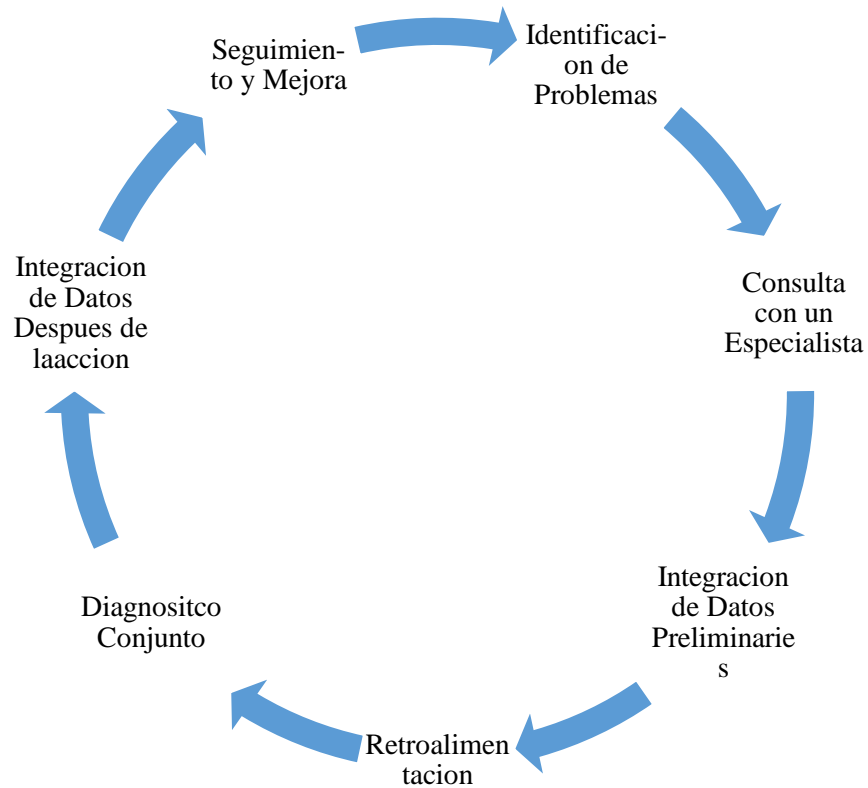 Seguimien-
to y Mejora
Identificaci-
on de
Problemas
Consulta
con un
Especialista
Integracion
de Datos
Preliminarie
s
Retroalimen
tacion
Diagnositco
Conjunto
Integracion
de Datos
Despues de
laaccion